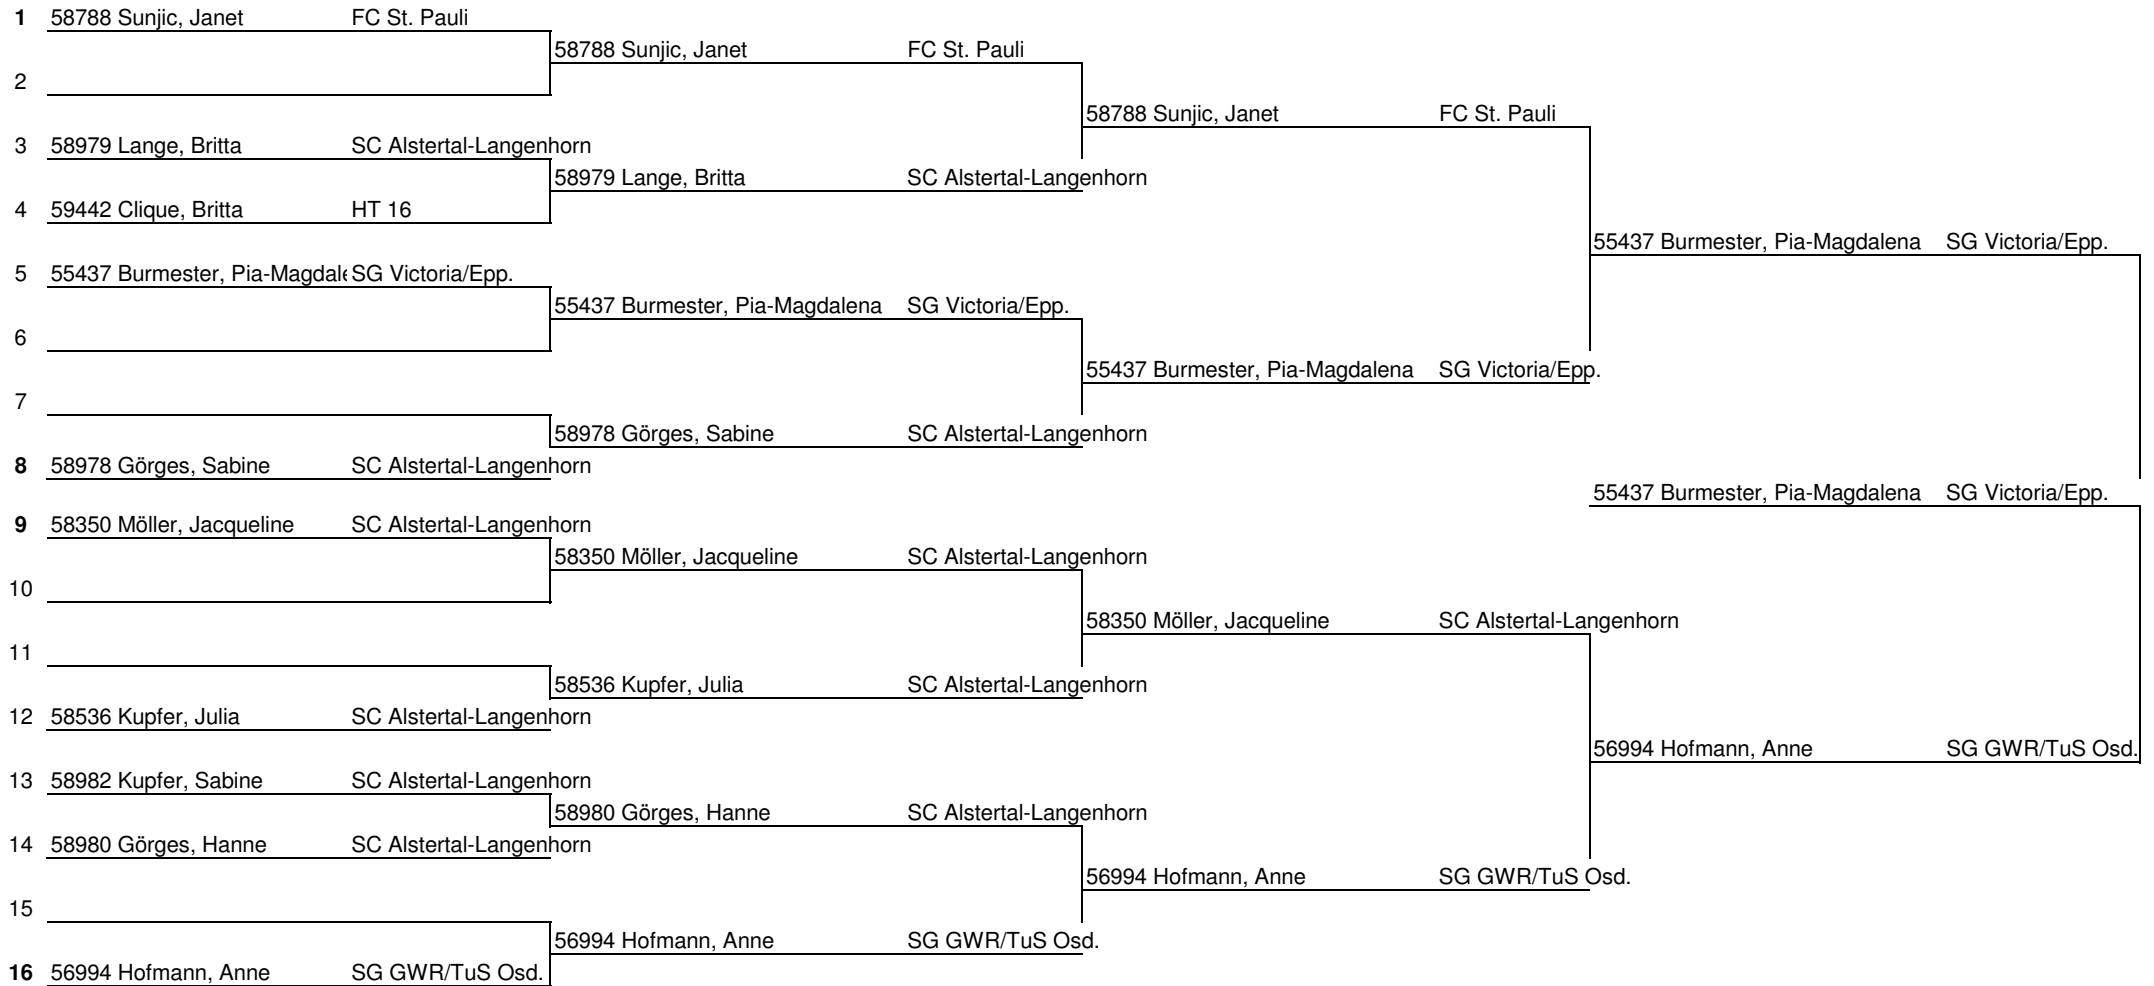 1 58788 Sunjic, Janet FC St. Pauli
58788 Sunjic, Janet FC St. Pauli
2
58788 Sunjic, Janet FC St. Pauli
3 58979 Lange, Britta SC Alstertal-Langenhorn
58979 Lange, Britta SC Alstertal-Langenhorn
4 59442 Clique, Britta HT 16
55437 Burmester, Pia-Magdalena SG Victoria/Epp.
5 55437 Burmester, Pia-Magdale SG Victoria/Epp.
55437 Burmester, Pia-Magdalena SG Victoria/Epp.
6
55437 Burmester, Pia-Magdalena SG Victoria/Epp.
7
58978 Görges, Sabine SC Alstertal-Langenhorn
8 58978 Görges, Sabine SC Alstertal-Langenhorn
55437 Burmester, Pia-Magdalena SG Victoria/Epp.
9 58350 Möller, Jacqueline SC Alstertal-Langenhorn
58350 Möller, Jacqueline SC Alstertal-Langenhorn
10
58350 Möller, Jacqueline SC Alstertal-Langenhorn
11
58536 Kupfer, Julia SC Alstertal-Langenhorn
12 58536 Kupfer, Julia SC Alstertal-Langenhorn
56994 Hofmann, Anne SG GWR/TuS Osd.
13 58982 Kupfer, Sabine SC Alstertal-Langenhorn
58980 Görges, Hanne SC Alstertal-Langenhorn
14 58980 Görges, Hanne SC Alstertal-Langenhorn
56994 Hofmann, Anne SG GWR/TuS Osd.
15
56994 Hofmann, Anne SG GWR/TuS Osd.
16 56994 Hofmann, Anne SG GWR/TuS Osd.